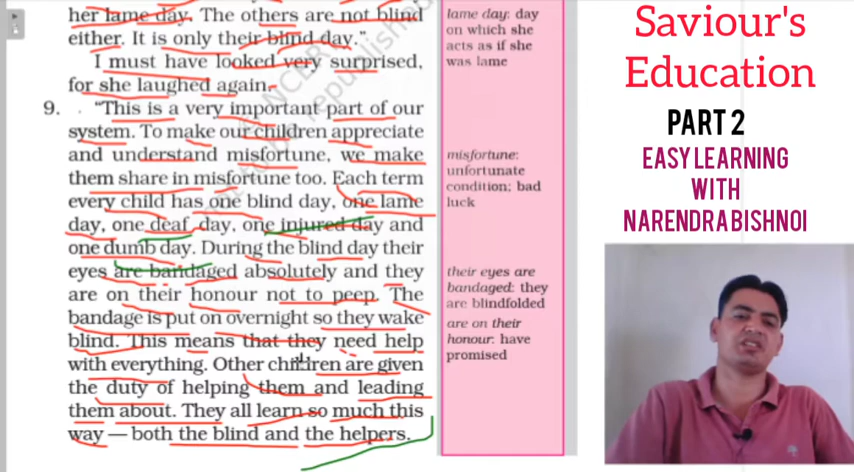 her lame day. The others are not blind
either. It is only their blind day."
I must have looked very surprised,
for she laughed again.
9. "This is a very important part of our
system. To make our children appreciate
and understand misfortune, we make
them share in misfortune too. Each term
every child has one blind day, one lame
day, one deaf day, one injured day and
one dumb day. During the blind day their
eyes are bandaged absolutely and they
are on their honour not to peep. The
bandage is put on overnight so they wake
blind. This means that they need help
with everything. Other children are given
the duty of helping them and leading
them about. They all learn so much this
way — both the blind and the helpers.
lame day: day
on which she
acts as if she
was lame
misfortune:
unfortunate
condition; bad
luck
their eyes are
bandaged: they
are blindfolded
are on their
honour: have
promised
Saviour's
Education
PART 2
EASY LEARNING
WITH
NARENDRA BISHNOI